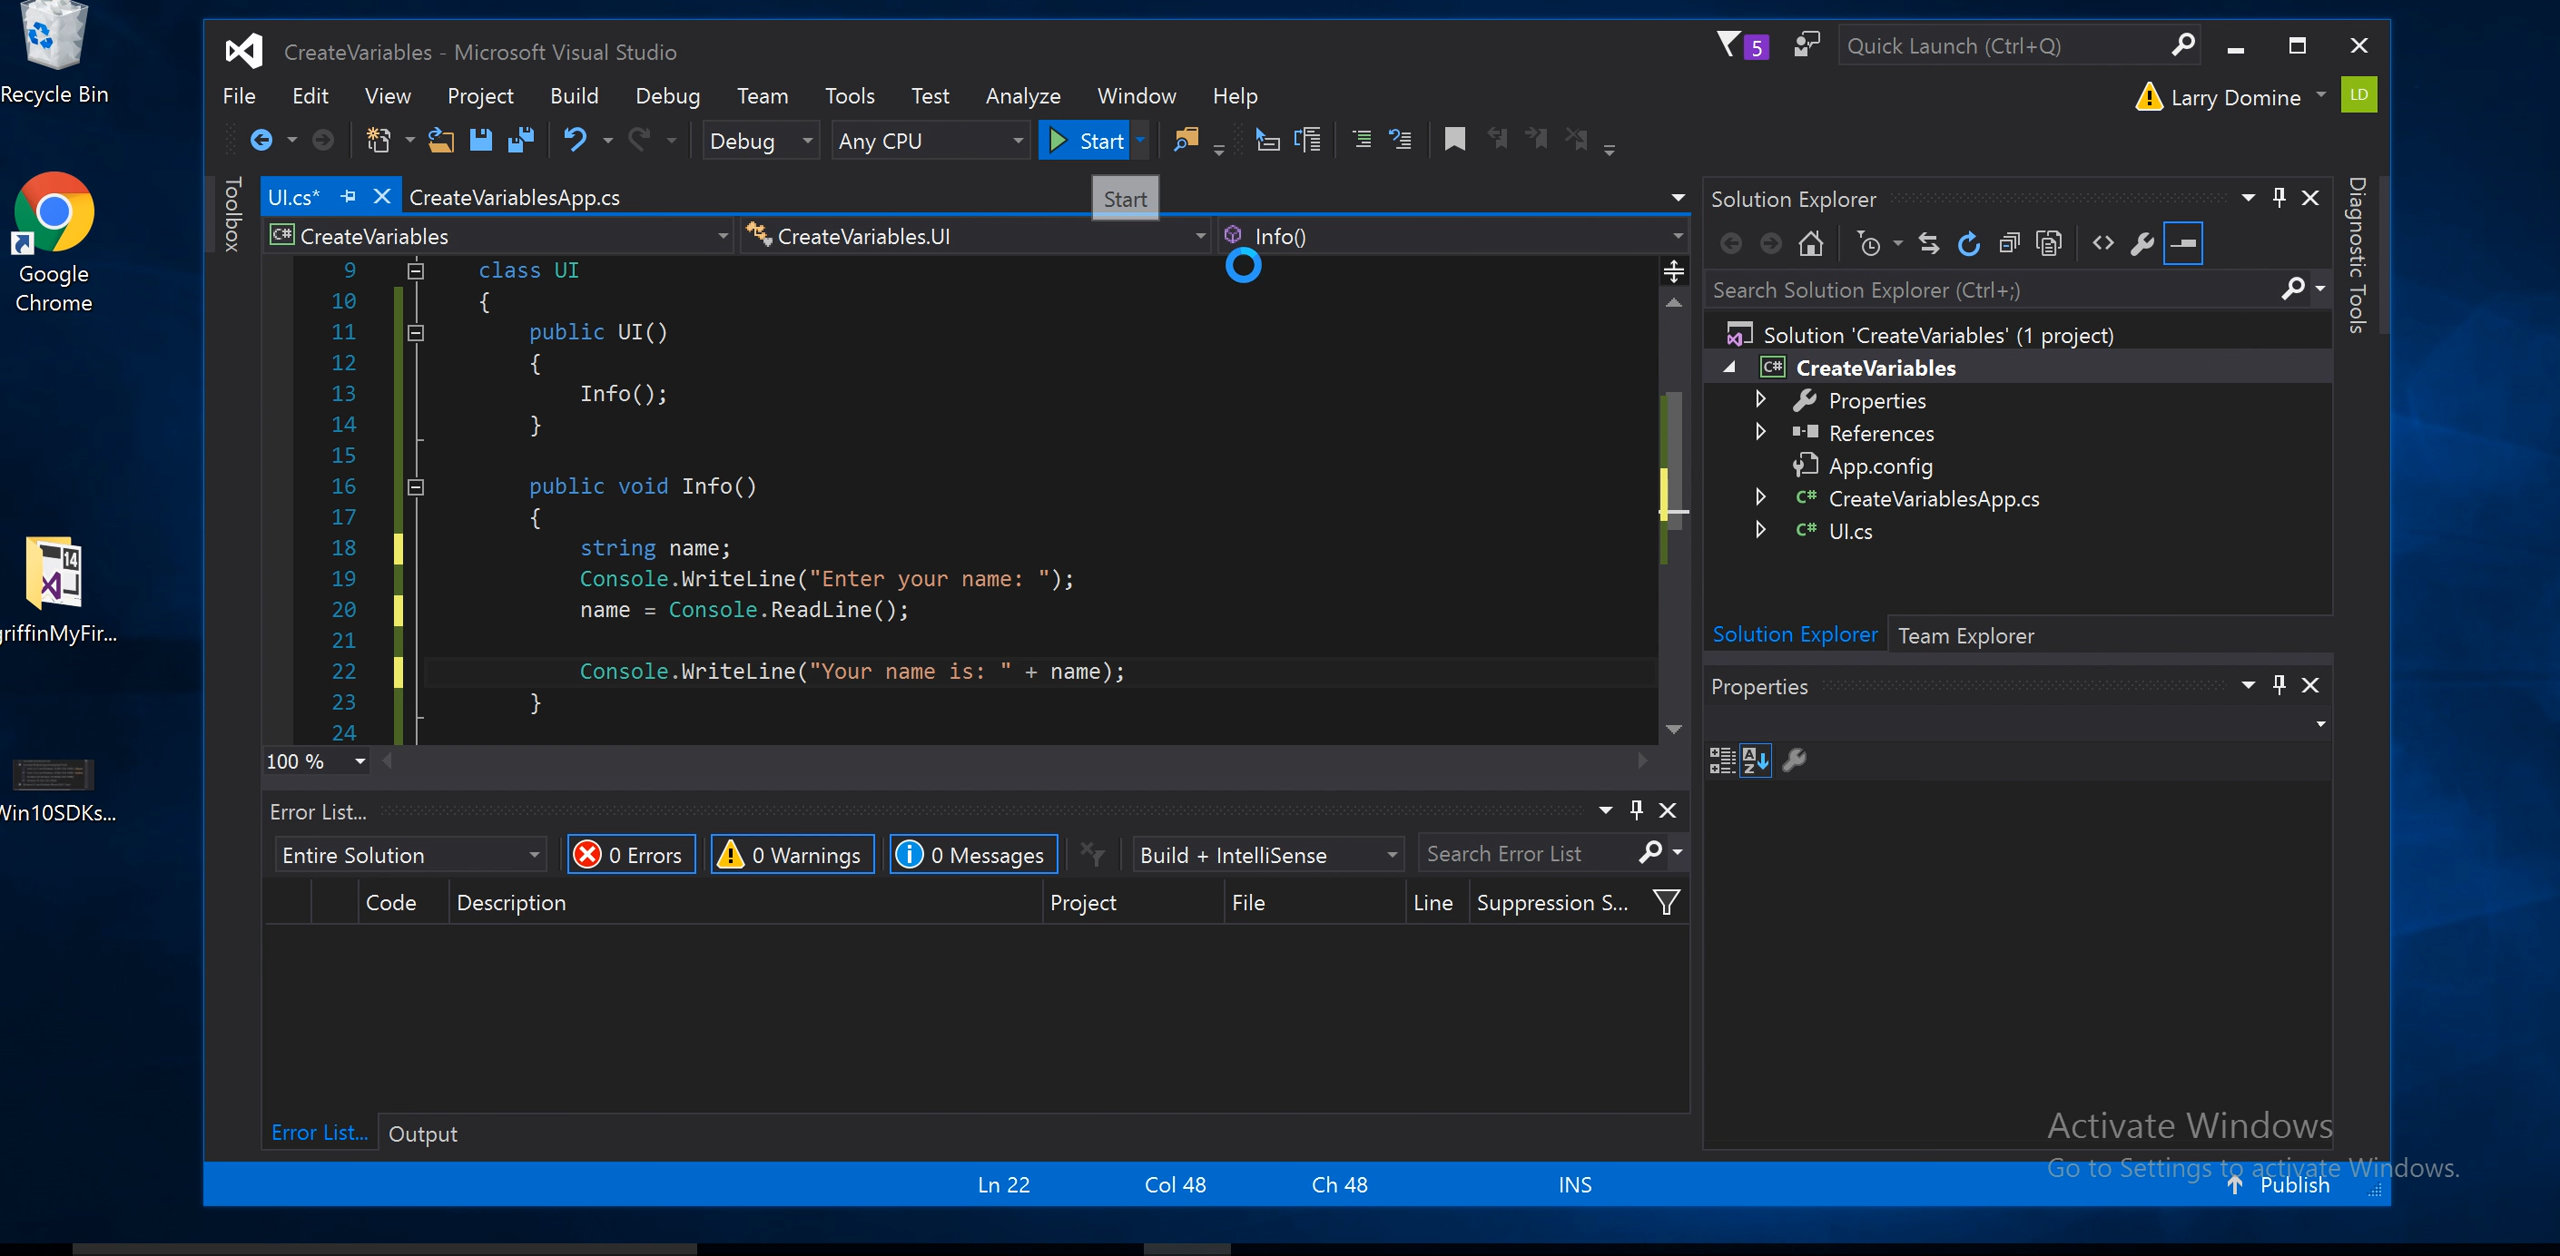 Recycle Bin
Google
Chrome
riffinMyFir...
Win10SDKs...
CreateVariables - Microsoft Visual Studio
5
Quick Launch (Ctrl+Q)
File Edit View Project Build Debug Team Tools Test Analyze Window Help
Larry Domine LD
Debug Any CPU Start
Toolbox
UI.cs* CreateVariablesApp.cs
Start
C# CreateVariables CreateVariables.UI Info()
9 class UI
10 {
11 public UI()
12 {
13 Info();
14 }
15
16 public void Info()
17 {
18 string name;
19 Console.WriteLine("Enter your name: ");
20 name = Console.ReadLine();
21
22 Console.WriteLine("Your name is: " + name);
23 }
24
100 %
Error List...
Entire Solution 0 Errors 0 Warnings 0 Messages Build + IntelliSense Search Error List
Code Description Project File Line Suppression S...
Error List... Output
Solution Explorer
Search Solution Explorer (Ctrl+;)
Solution 'CreateVariables' (1 project)
C# CreateVariables
Properties
References
App.config
C# CreateVariablesApp.cs
C# UI.cs
Solution Explorer Team Explorer
Properties
Diagnostic Tools
Activate Windows
Go to Settings to activate Windows.
Ln 22 Col 48 Ch 48 INS Publish